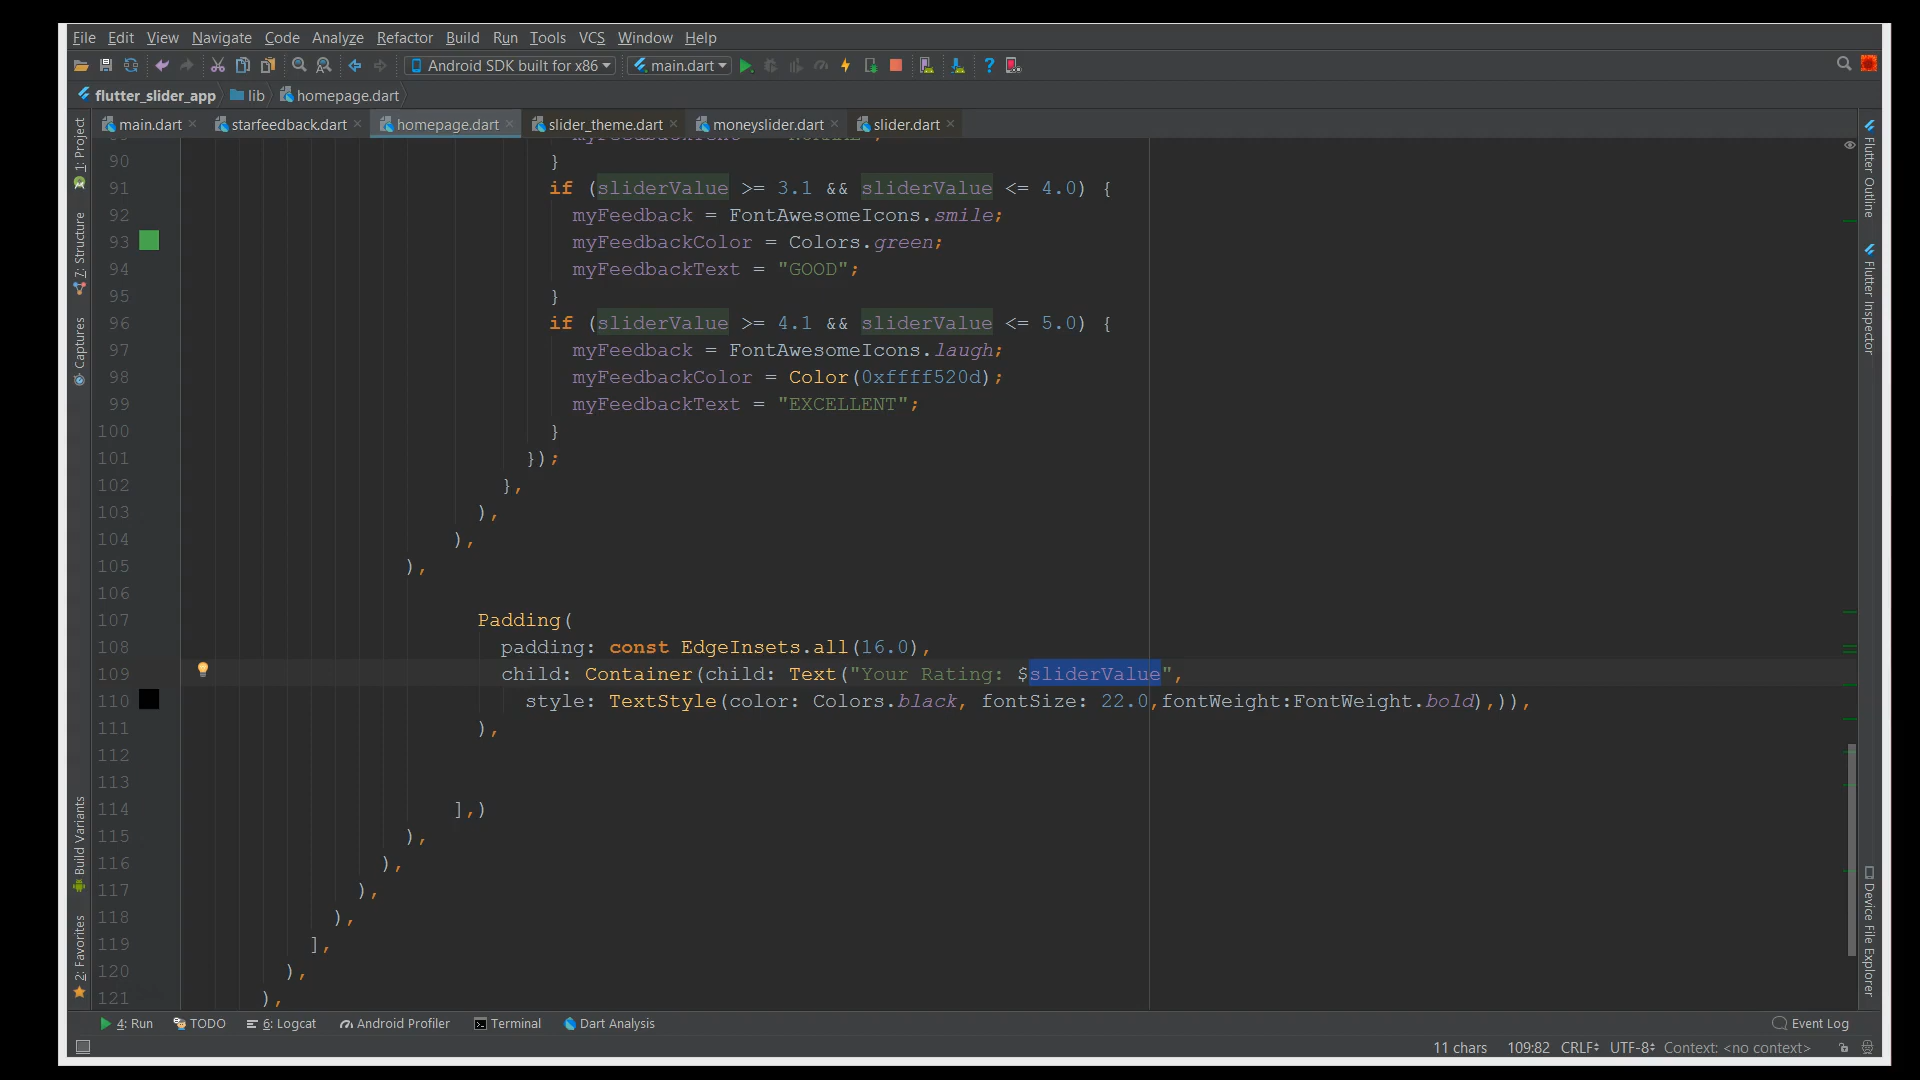 File Edit View Navigate Code Analyze Refactor Build Run Tools VCS Window Help
Android SDK built for x86 main.dart
flutter_slider_app lib homepage.dart
main.dart starfeedback.dart homepage.dart slider_theme.dart moneyslider.dart slider.dart
90 }
91 if (sliderValue >= 3.1 && sliderValue <= 4.0) {
92 myFeedback = FontAwesomeIcons.smile;
93 myFeedbackColor = Colors.green;
94 myFeedbackText = "GOOD";
95 }
96 if (sliderValue >= 4.1 && sliderValue <= 5.0) {
97 myFeedback = FontAwesomeIcons.laugh;
98 myFeedbackColor = Color(0xffff520d);
99 myFeedbackText = "EXCELLENT";
100 }
101 });
102 },
103 ),
104 ),
105 ),
106
107 Padding(
108 padding: const EdgeInsets.all(16.0),
109 child: Container(child: Text("Your Rating: $sliderValue",
110 style: TextStyle(color: Colors.black, fontSize: 22.0,fontWeight:FontWeight.bold),)),
111 ),
112
113
114 ],)
115 ),
116 ),
117 ),
118 ),
119 ],
120 ),
121 ),
1: Project
7: Structure
Captures
Build Variants
2: Favorites
Flutter Outline
Flutter Inspector
Device File Explorer
4: Run TODO 6: Logcat Android Profiler Terminal Dart Analysis Event Log
11 chars 109:82 CRLF UTF-8 Context: <no context>